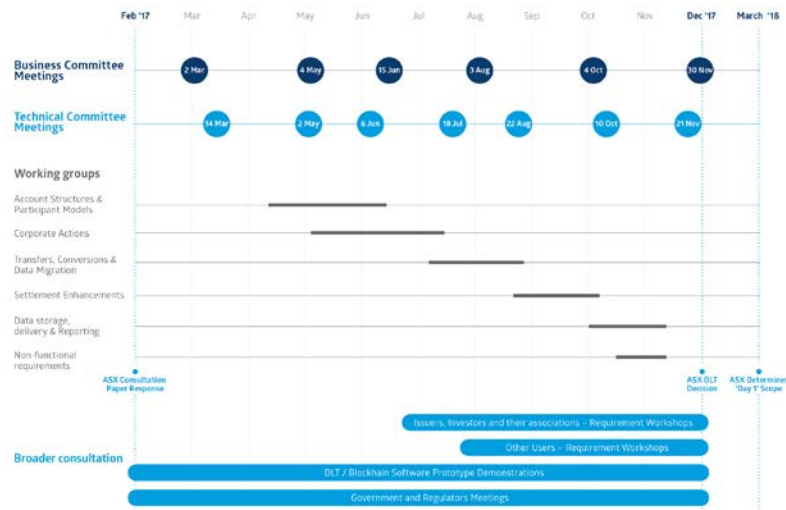 Feb '17 Mar Apr May Jun Jul Aug Sep Oct Nov Dec '17 March '18
Business Committee
Meetings
2 Mar 4 May 15 Jun 3 Aug 4 Oct 30 Nov
Technical Committee
Meetings
14 Mar 2 May 6 Jun 18 Jul 22 Aug 10 Oct 21 Nov
Working groups
Account Structures &
Participant Models
Corporate Actions
Transfers, Conversions &
Data Migration
Settlement Enhancements
Data storage,
delivery & Reporting
Non-functional
requirements
ASX Consultation
Paper Response
ASX DLT
Decision
ASX Determines
'Day 1' Scope
Issuers, Investors and their associations – Requirement Workshops
Other Users – Requirement Workshops
Broader consultation
DLT / Blockhain Software Prototype Demonstrations
Government and Regulators Meetings